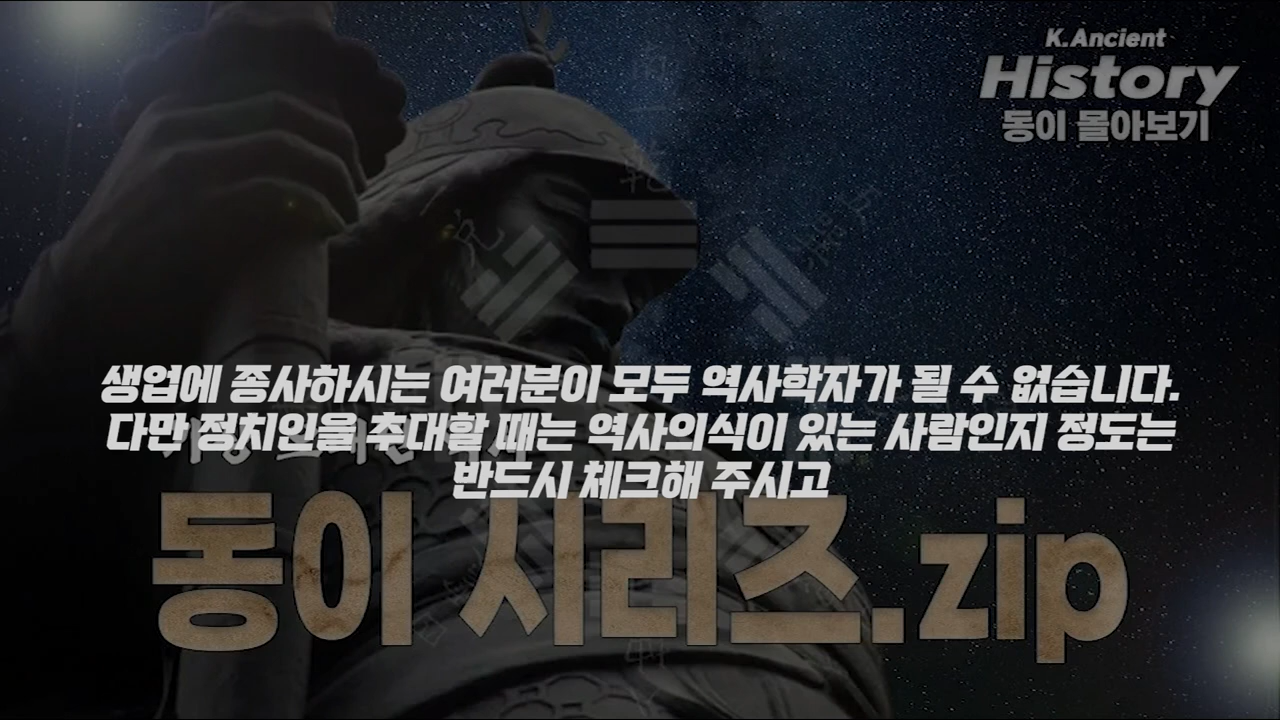 K.Ancient
History
동이 몰아보기
생업에 종사하시는 여러분이 모두 역사학자가 될 수 없습니다.
다만 정치인을 추대할 때는 역사의식이 있는 사람인지 정도는
반드시 체크해 주시고
동이 시리즈.zip